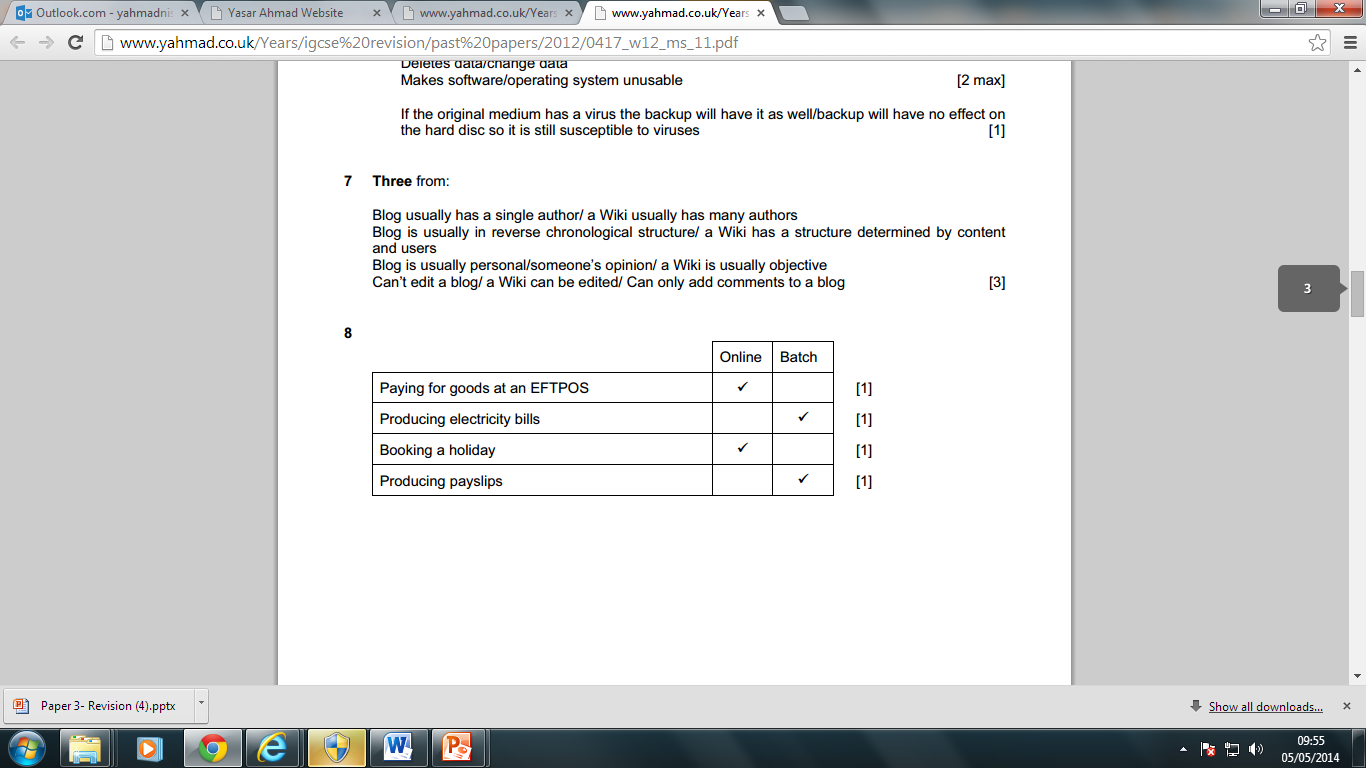 Outlook.com - yahmadnis
Yasar Ahmad Website
www.yahmad.co.uk/Years
www.yahmad.co.uk/Years
www.yahmad.co.uk/Years/igcse%20revision/past%20papers/2012/0417_w12_ms_11.pdf
Deletes data/change data
Makes software/operating system unusable [2 max]
If the original medium has a virus the backup will have it as well/backup will have no effect on
the hard disc so it is still susceptible to viruses [1]
7 Three from:
Blog usually has a single author/ a Wiki usually has many authors
Blog is usually in reverse chronological structure/ a Wiki has a structure determined by content
and users
Blog is usually personal/someone's opinion/ a Wiki is usually objective
Can't edit a blog/ a Wiki can be edited/ Can only add comments to a blog [3]
3
8
Online Batch
Paying for goods at an EFTPOS ✓ [1]
Producing electricity bills ✓ [1]
Booking a holiday ✓ [1]
Producing payslips ✓ [1]
Paper 3- Revision (4).pptx
Show all downloads...
09:55
05/05/2014